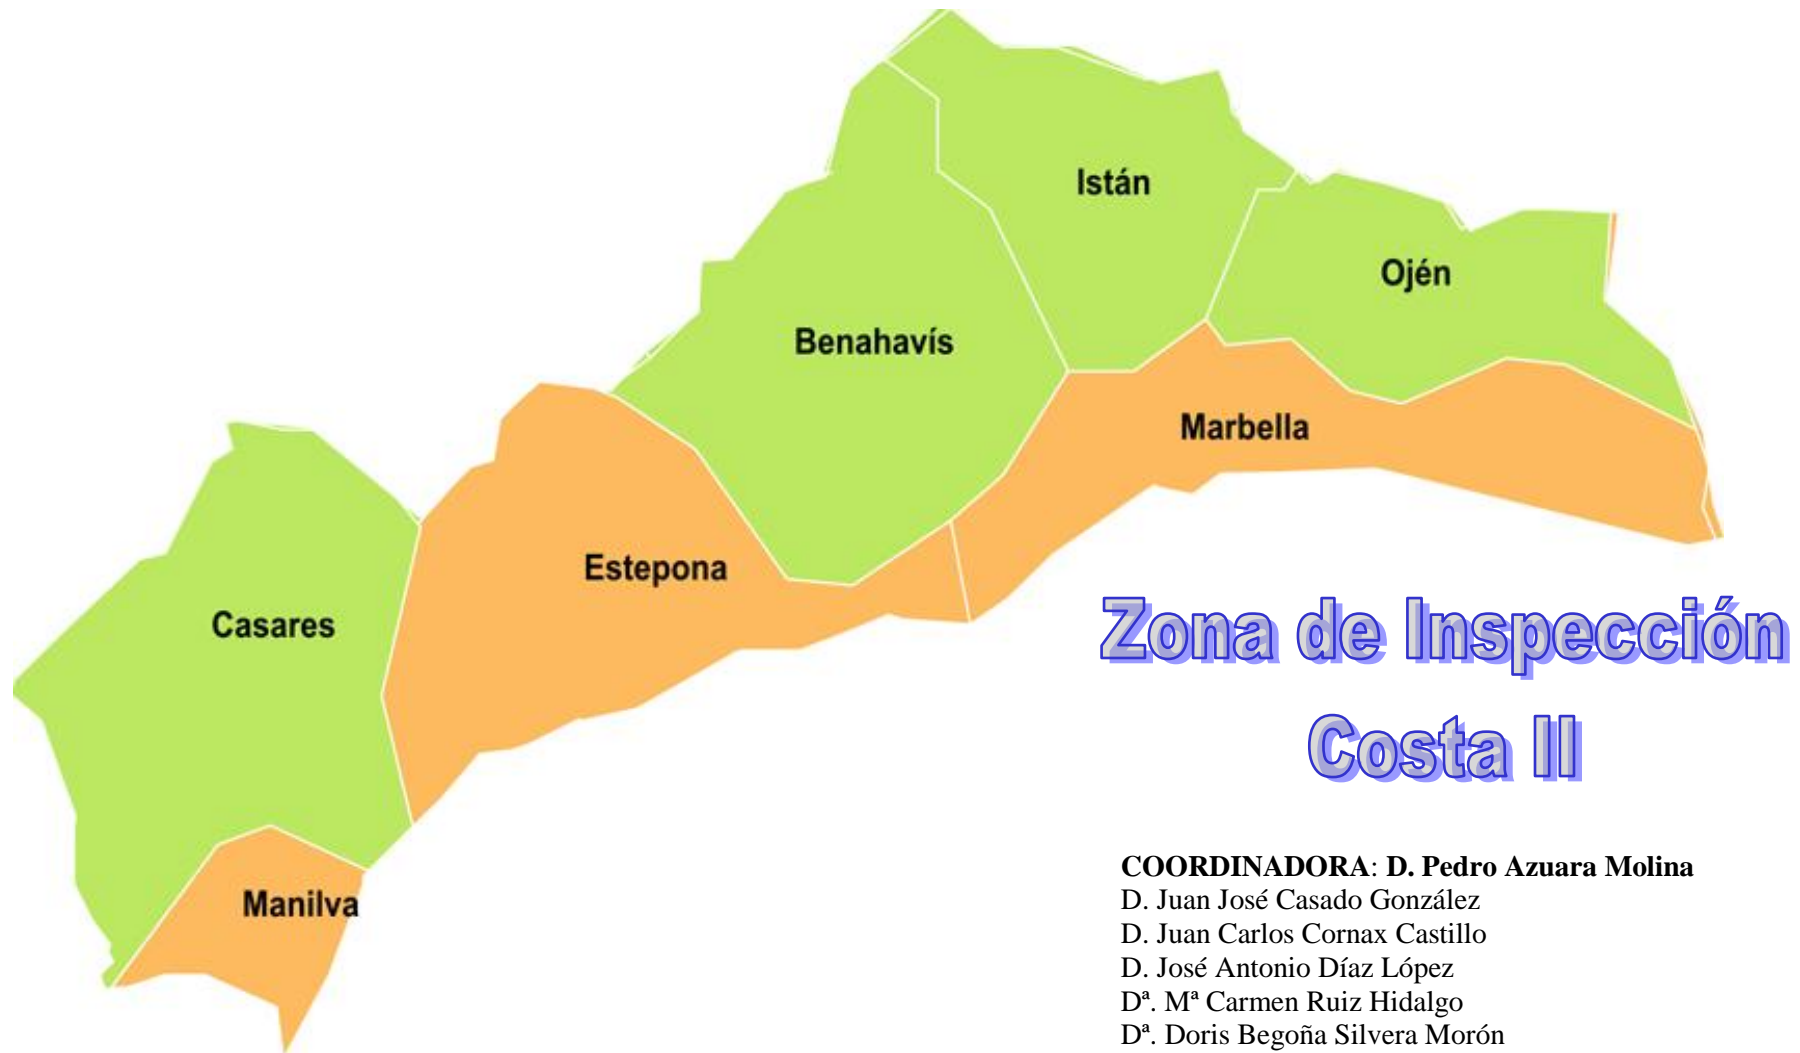 Istán
Ojén
Benahavís
Marbella
Estepona
Casares
Manilva
Zona de Inspección
Costa II
COORDINADORA: D. Pedro Azuara Molina
D. Juan José Casado González
D. Juan Carlos Cornax Castillo
D. José Antonio Díaz López
Dª. Mª Carmen Ruiz Hidalgo
Dª. Doris Begoña Silvera Morón